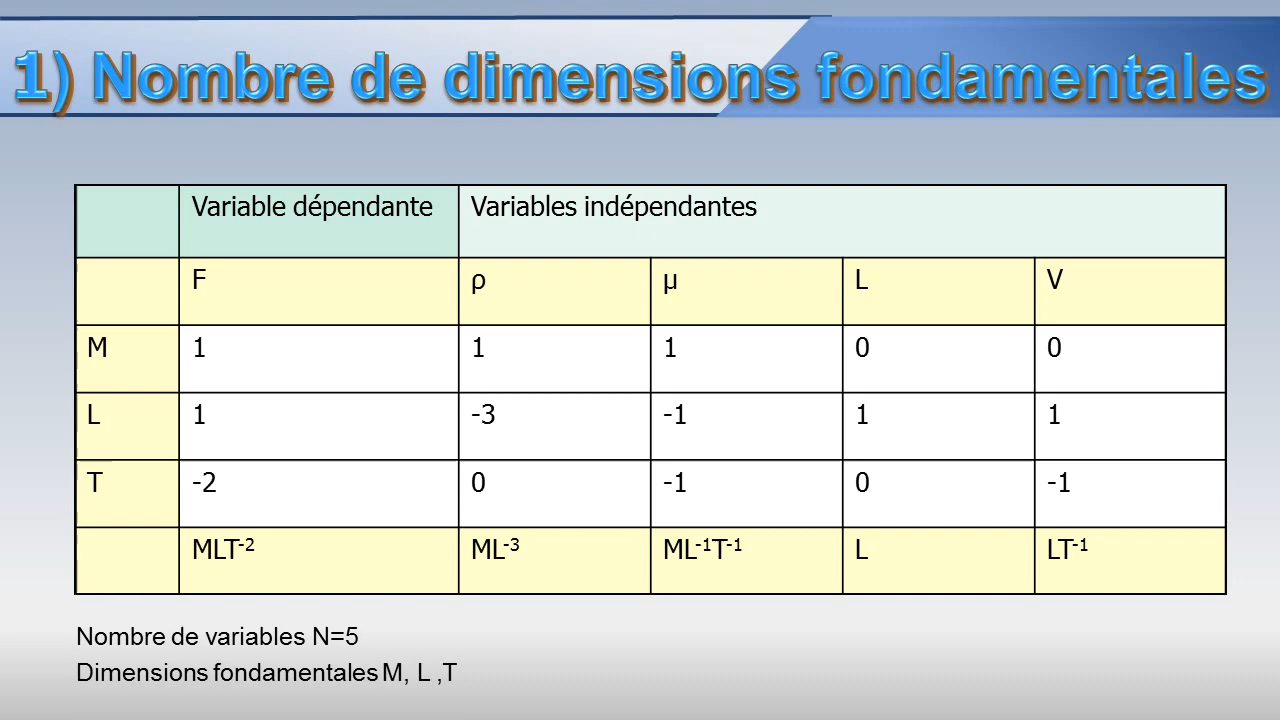 1) Nombre de dimensions fondamentales
Variable dépendante Variables indépendantes
F ρ μ L V
M 1 1 1 0 0
L 1 -3 -1 1 1
T -2 0 -1 0 -1
MLT⁻² ML⁻³ ML⁻¹T⁻¹ L LT⁻¹
Nombre de variables N=5
Dimensions fondamentales M, L ,T